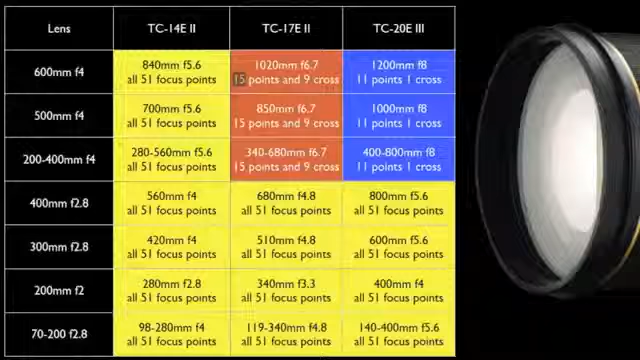 Lens TC-14E II TC-17E II TC-20E III
600mm f4 840mm f5.6 1020mm f6.7 1200mm f8
all 51 focus points 15 points and 9 cross 11 points 1 cross
500mm f4 700mm f5.6 850mm f6.7 1000mm f8
all 51 focus points 15 points and 9 cross 11 points 1 cross
200-400mm f4 280-560mm f5.6 340-680mm f6.7 400-800mm f8
all 51 focus points 15 points and 9 cross 11 points 1 cross
400mm f2.8 560mm f4 680mm f4.8 800mm f5.6
all 51 focus points all 51 focus points all 51 focus points
300mm f2.8 420mm f4 510mm f4.8 600mm f5.6
all 51 focus points all 51 focus points all 51 focus points
200mm f2 280mm f2.8 340mm f3.3 400mm f4
all 51 focus points all 51 focus points all 51 focus points
70-200 f2.8 98-280mm f4 119-340mm f4.8 140-400mm f5.6
all 51 focus points all 51 focus points all 51 focus points